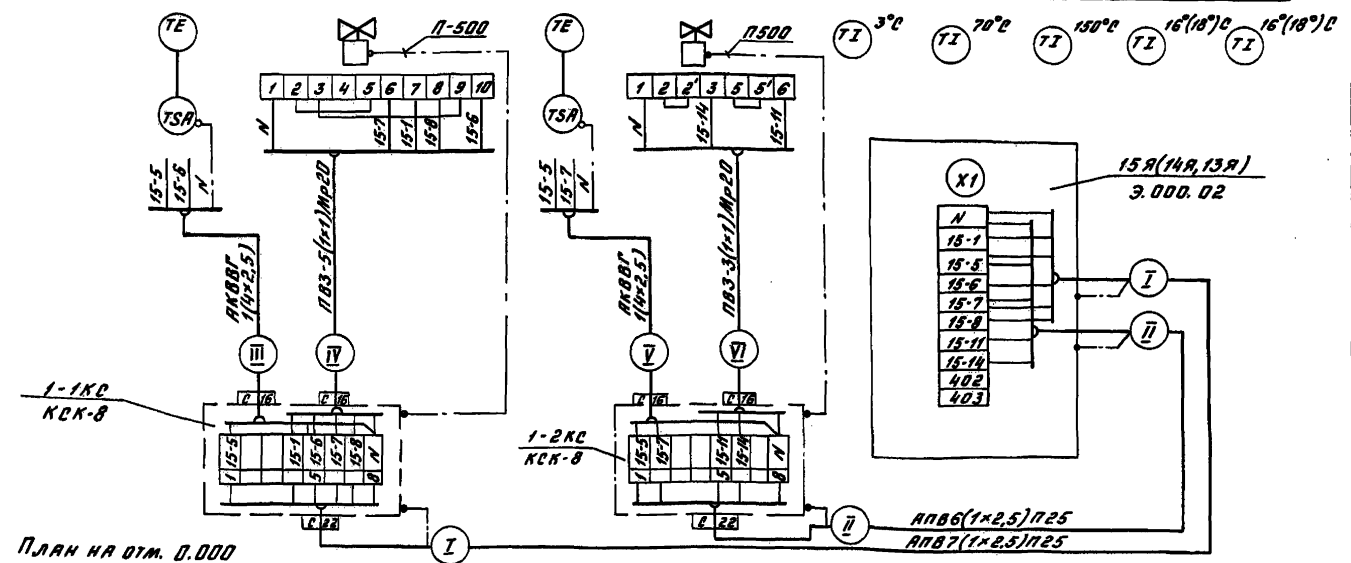 TE
П-500
TE
П500
TI 3°C
TI 70°C
TI 150°C
TI 16°(18°)C
TI 16°(18°)C
1 2 3 4 5 6 7 8 9 10
1 2 2' 3 5 5' 6
TSA
TSA
N 15-7 15-1 15-8 15-6
N 15-14 15-11
15-5 15-6 N
15-5 15-7 N
X1
15Я(14Я, 13Я)
Э.000.02
N
15-1
15-5
15-6
15-7
15-8
15-11
15-14
402
403
I
II
АКВВГ
1(4×2,5)
ПВ3-5(1×1)Мр20
АКВВГ
1(4×2,5)
ПВ3-3(1×1)Мр20
III
IV
V
VI
1-1КС
КСК-8
С 16
С 16
С 16
С 16
15-5 15-1 15-6 15-7 15-8 N
1 5 8
1-2КС
КСК-8
15-5 15-7 15-11 15-14 N
1 5 8
С 22
С 22
I
II
АПВ6(1×2,5)П25
АПВ7(1×2,5)П25
План на отм. 0.000